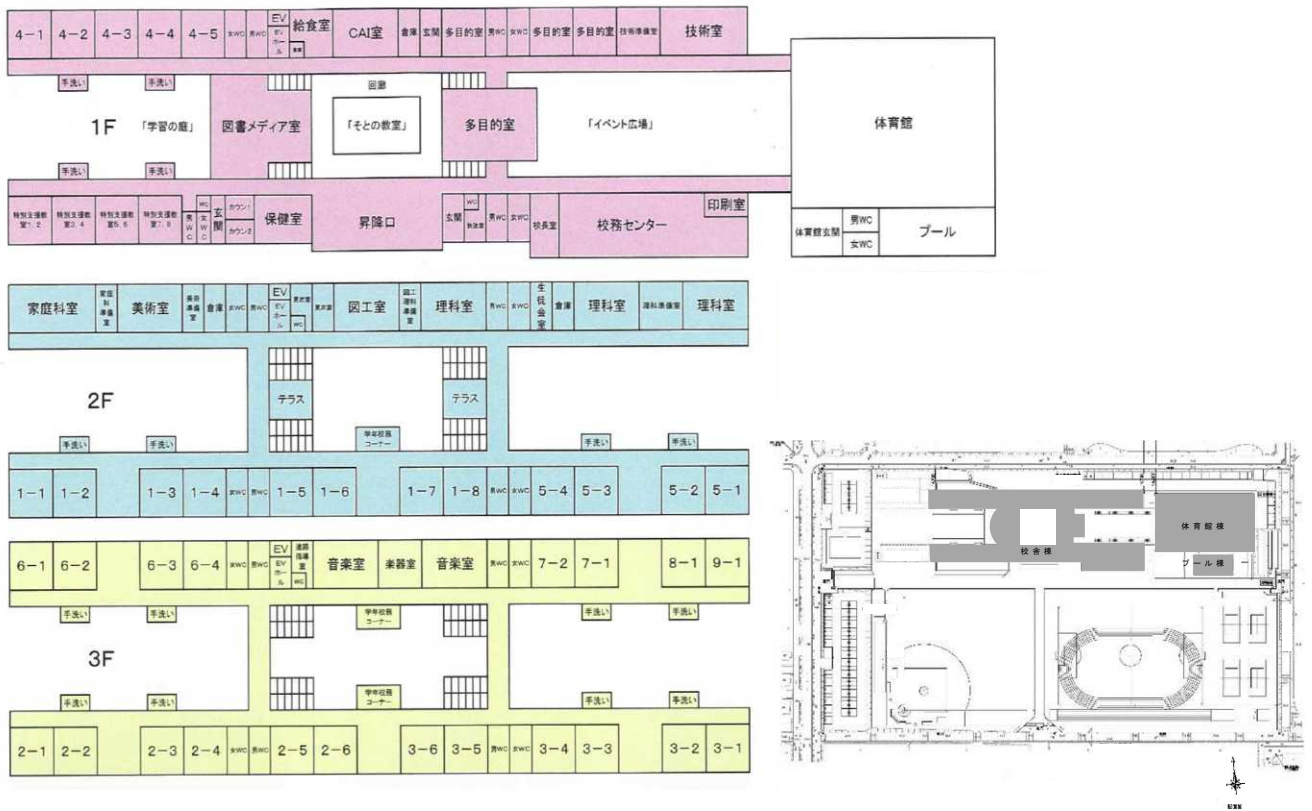 4-1 4-2 4-3 4-4 4-5 女WC 男WC EV EVホール 給食室 CAI室 倉庫 玄関 多目的室 男WC 女WC 多目的室 多目的室 技術準備室 技術室
手洗い 手洗い 回廊
1F 「学習の庭」 図書メディア室 「そとの教室」 多目的室 「イベント広場」 体育館
手洗い 手洗い
特別支援教室1.2 特別支援教室3.4 特別支援教室5.6 特別支援教室7.8 男WC WC 女WC 玄関 カウン1 カウン2 保健室 昇降口 玄関 WC 男WC 女WC 校長室 校務センター 印刷室
体育館玄関 男WC 女WC プール
家庭科室 家庭科準備室 美術室 美術準備室 倉庫 女WC 男WC EV EVホール 更衣室 WC 更衣室 図工室 図工理科準備室 理科室 男WC 女WC 生徒会室 倉庫 理科室 理科準備室 理科室
2F テラス テラス
手洗い 手洗い 学年校務コーナー 手洗い 手洗い
1-1 1-2 1-3 1-4 女WC 男WC 1-5 1-6 1-7 1-8 男WC 女WC 5-4 5-3 5-2 5-1
6-1 6-2 6-3 6-4 女WC 男WC EV EVホール 進路指導室 WC 音楽室 楽器室 音楽室 男WC 女WC 7-2 7-1 8-1 9-1
手洗い 手洗い 学年校務コーナー 手洗い 手洗い
3F
手洗い 手洗い 学年校務コーナー 手洗い 手洗い
2-1 2-2 2-3 2-4 女WC 男WC 2-5 2-6 3-6 3-5 男WC 女WC 3-4 3-3 3-2 3-1
体育館棟
校舎棟
プール棟
配置図